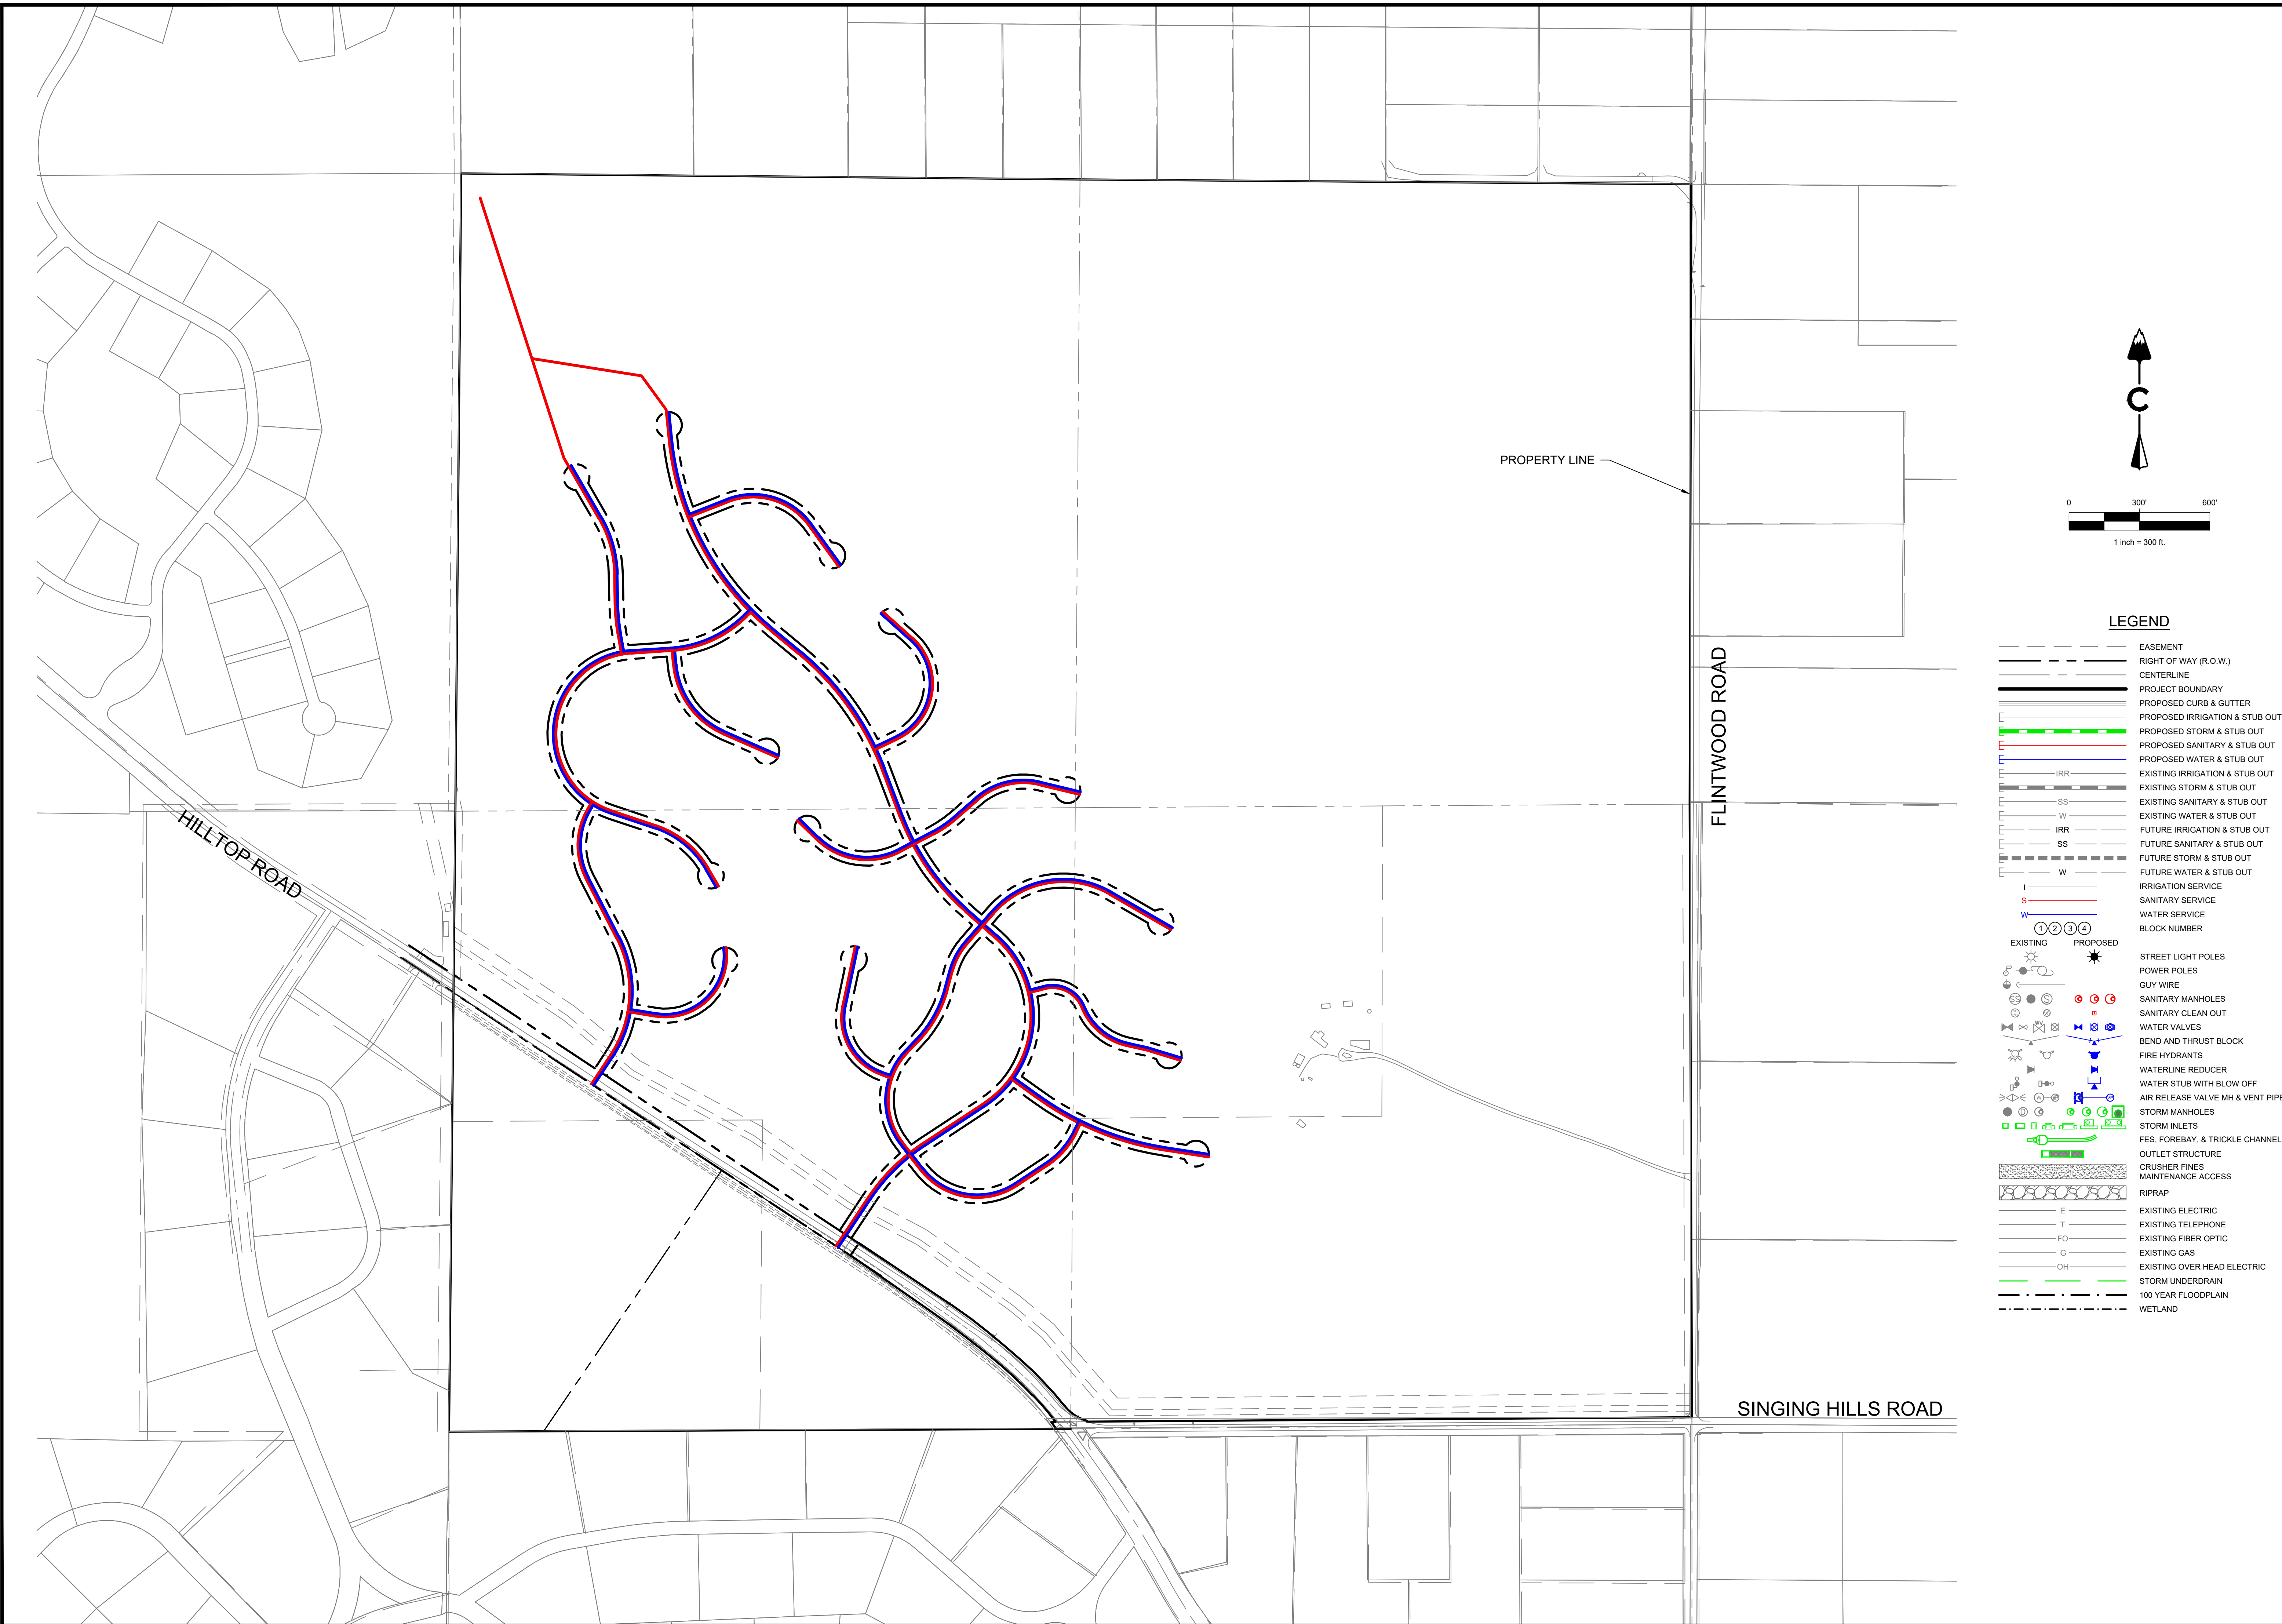 PROPERTY LINE
HILLTOP ROAD
FLINTWOOD ROAD
SINGING HILLS ROAD
C
0 300' 600'
1 inch = 300 ft.
LEGEND
EASEMENT
RIGHT OF WAY (R.O.W.)
CENTERLINE
PROJECT BOUNDARY
PROPOSED CURB & GUTTER
PROPOSED IRRIGATION & STUB OUT
PROPOSED STORM & STUB OUT
PROPOSED SANITARY & STUB OUT
PROPOSED WATER & STUB OUT
IRR EXISTING IRRIGATION & STUB OUT
EXISTING STORM & STUB OUT
SS EXISTING SANITARY & STUB OUT
W EXISTING WATER & STUB OUT
IRR FUTURE IRRIGATION & STUB OUT
SS FUTURE SANITARY & STUB OUT
FUTURE STORM & STUB OUT
W FUTURE WATER & STUB OUT
I IRRIGATION SERVICE
S SANITARY SERVICE
W WATER SERVICE
1 2 3 4 BLOCK NUMBER
EXISTING PROPOSED
STREET LIGHT POLES
POWER POLES
GUY WIRE
SS S SANITARY MANHOLES
SANITARY CLEAN OUT
WV WATER VALVES
BEND AND THRUST BLOCK
FIRE HYDRANTS
WATERLINE REDUCER
WATER STUB WITH BLOW OFF
AIR RELEASE VALVE MH & VENT PIPE
STORM MANHOLES
STORM INLETS
FES, FOREBAY, & TRICKLE CHANNEL
OUTLET STRUCTURE
CRUSHER FINES
MAINTENANCE ACCESS
RIPRAP
E EXISTING ELECTRIC
T EXISTING TELEPHONE
FO EXISTING FIBER OPTIC
G EXISTING GAS
OH EXISTING OVER HEAD ELECTRIC
STORM UNDERDRAIN
100 YEAR FLOODPLAIN
WETLAND